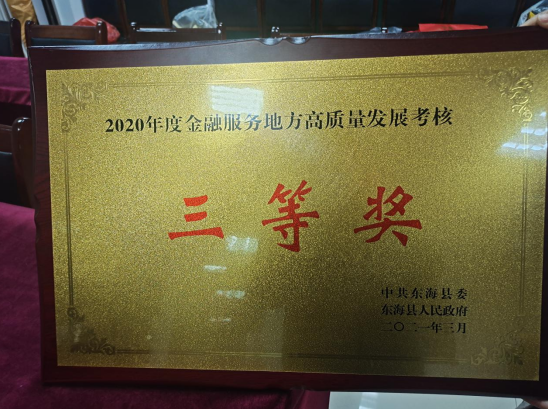 2020年度金融服务地方高质量发展考核
三等奖
中共东海县委
东海县人民政府
二〇二一年三月